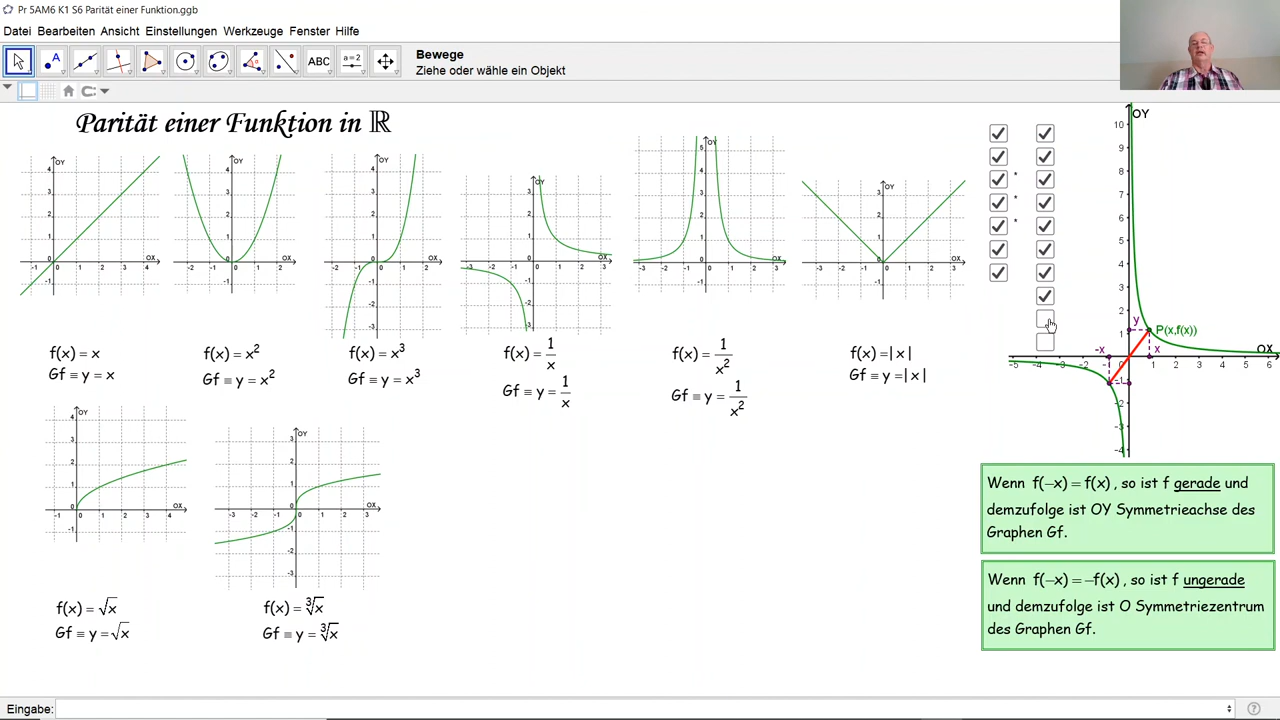 Pr 5AM6 K1 S6 Parität einer Funktion.ggb
Datei Bearbeiten Ansicht Einstellungen Werkzeuge Fenster Hilfe
Bewege
Ziehe oder wähle ein Objekt
ABC
a=2
Parität einer Funktion in ℝ
f(x) = x
Gf ≡ y = x
f(x) = x²
Gf ≡ y = x²
f(x) = x³
Gf ≡ y = x³
f(x) = 1/x
Gf ≡ y = 1/x
f(x) = 1/x²
Gf ≡ y = 1/x²
f(x) = | x |
Gf ≡ y = | x |
f(x) = √x
Gf ≡ y = √x
f(x) = ∛x
Gf ≡ y = ∛x
OY
OX
P(x,f(x))
y
x
-x
Wenn f(−x) = f(x) , so ist f gerade und
demzufolge ist OY Symmetrieachse des
Graphen Gf.
Wenn f(−x) = −f(x) , so ist f ungerade
und demzufolge ist O Symmetriezentrum
des Graphen Gf.
Eingabe: